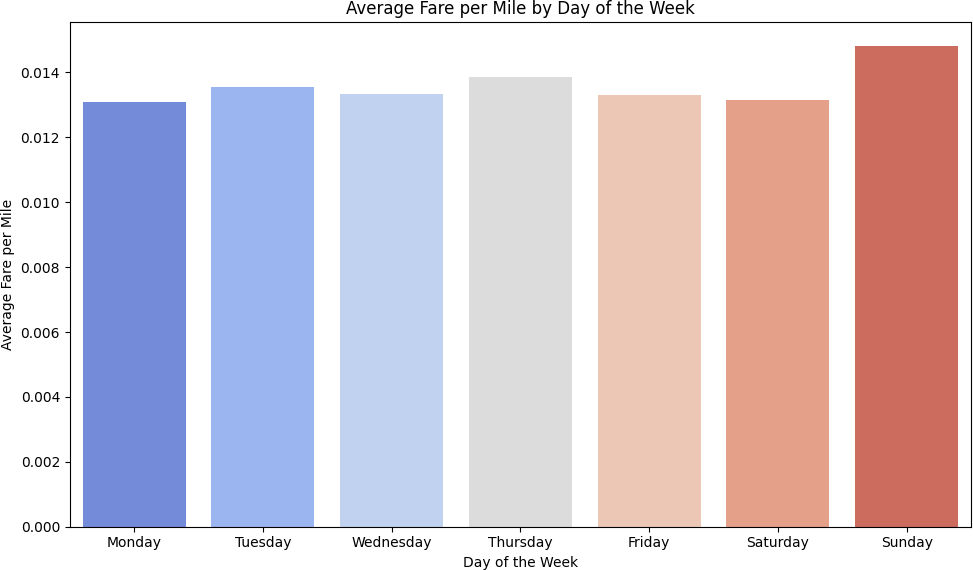 Average Fare per Mile by Day of the Week
Average Fare per Mile
0.014
0.012
0.010
0.008
0.006
0.004
0.002
0.000
Monday Tuesday Wednesday Thursday Friday Saturday Sunday
Day of the Week